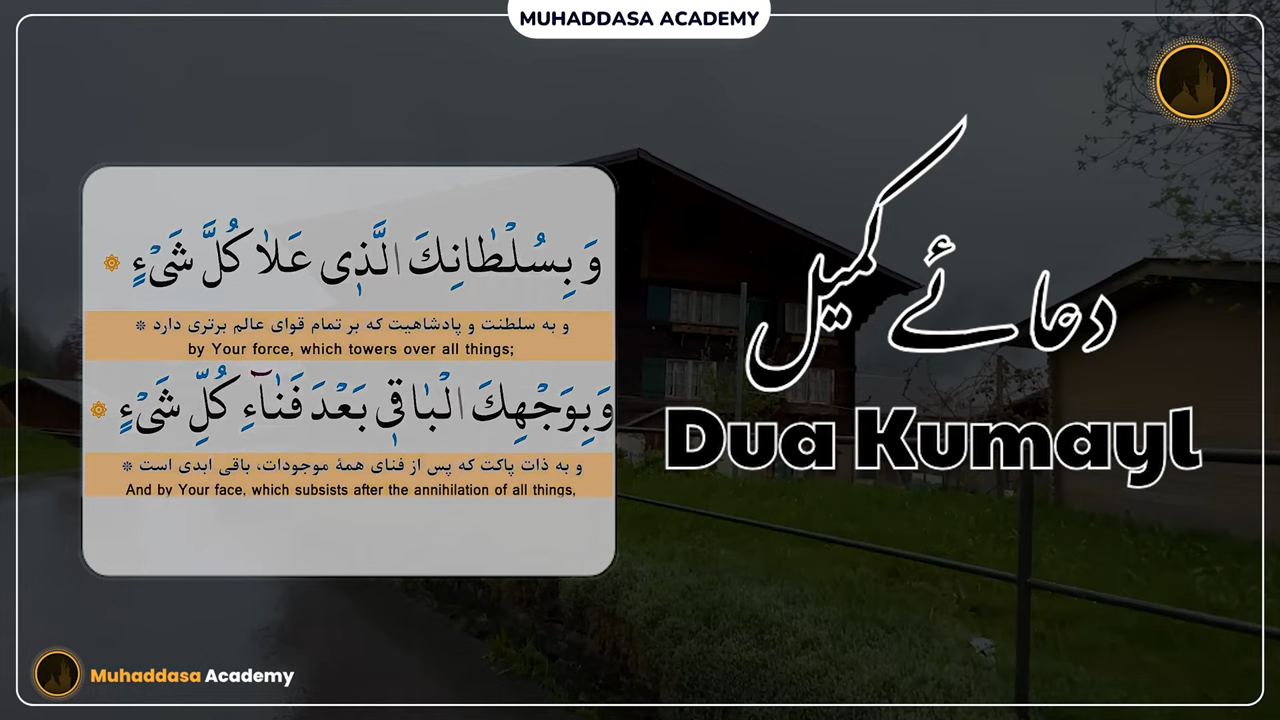 MUHADDASA ACADEMY
وَ بِسُلْطَانِكَ الَّذِي عَلَا كُلَّ شَيْءٍ
و به سلطنت و پادشاهیت که بر تمام قوای عالم برتری دارد *
by Your force, which towers over all things;
وَبِوَجْهِكَ الْبَاقِي بَعْدَ فَنَآءِ كُلِّ شَيْءٍ
و به ذات پاکت که پس از فنای همهٔ موجودات، باقی ابدی است *
And by Your face, which subsists after the annihilation of all things,
دعائے کمیل
Dua Kumayl
Muhaddasa Academy